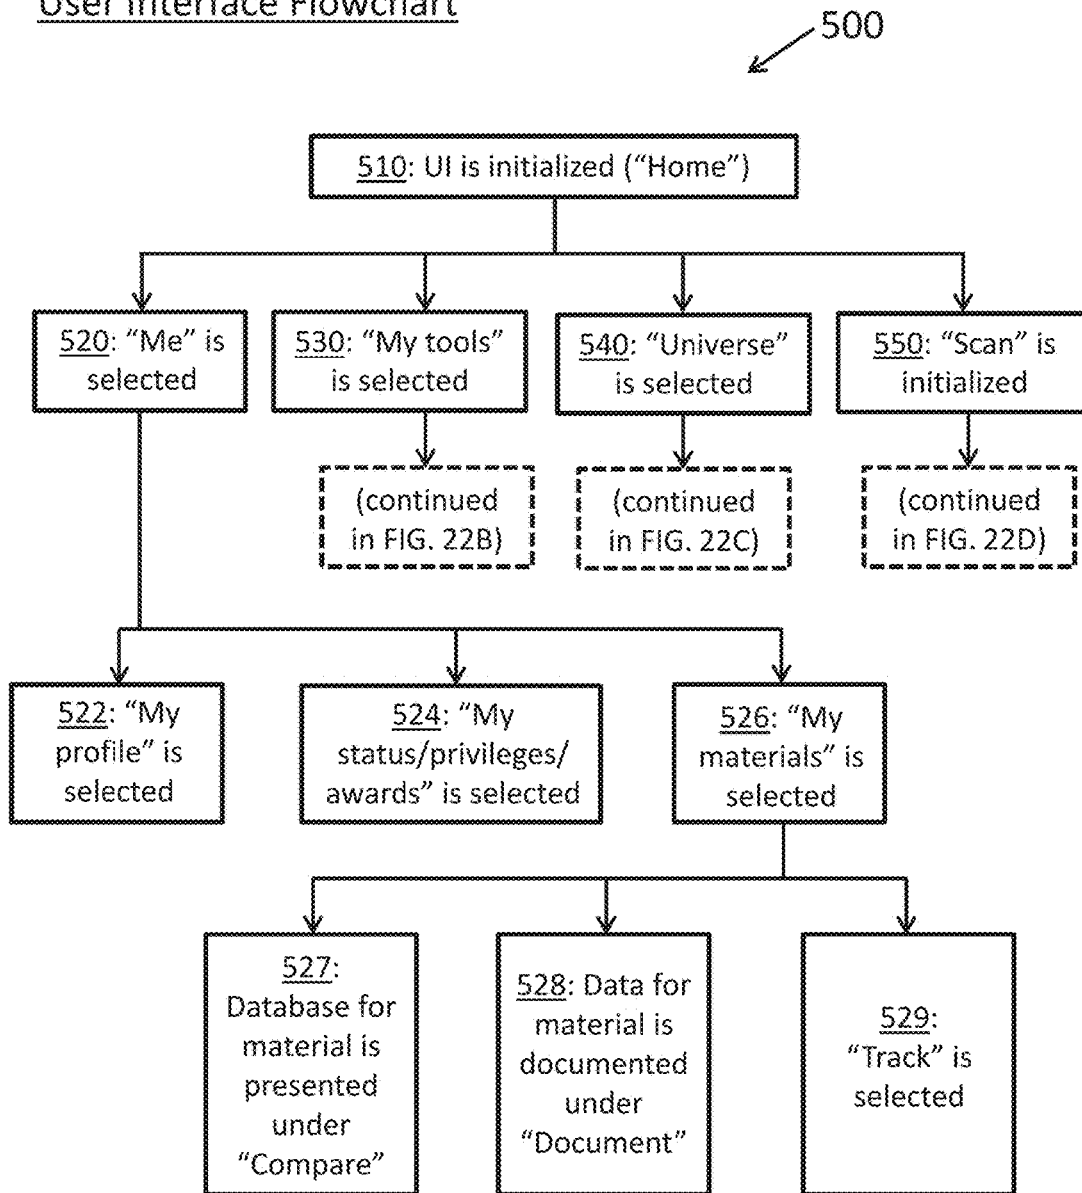 User Interface Flowchart
500
510: UI is initialized (“Home”)
520: “Me” is
selected
530: “My tools”
is selected
540: “Universe”
is selected
550: “Scan” is
initialized
(continued
in FIG. 22B)
(continued
in FIG. 22C)
(continued
in FIG. 22D)
522: “My
profile” is
selected
524: “My
status/privileges/
awards” is selected
526: “My
materials” is
selected
527:
Database for
material is
presented
under
“Compare”
528: Data for
material is
documented
under
“Document”
529:
“Track” is
selected